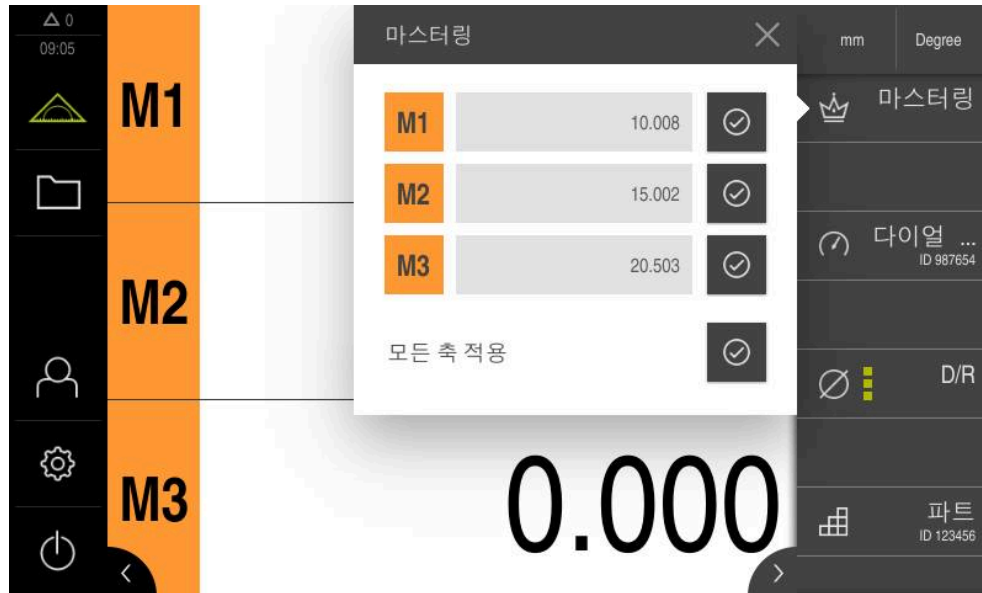 0
09:05
M1
M2
M3
0.000
마스터링
M1 10.008
M2 15.002
M3 20.503
모든 축 적용
mm Degree
마스터링
다이얼 ...
ID 987654
D/R
파트
ID 123456